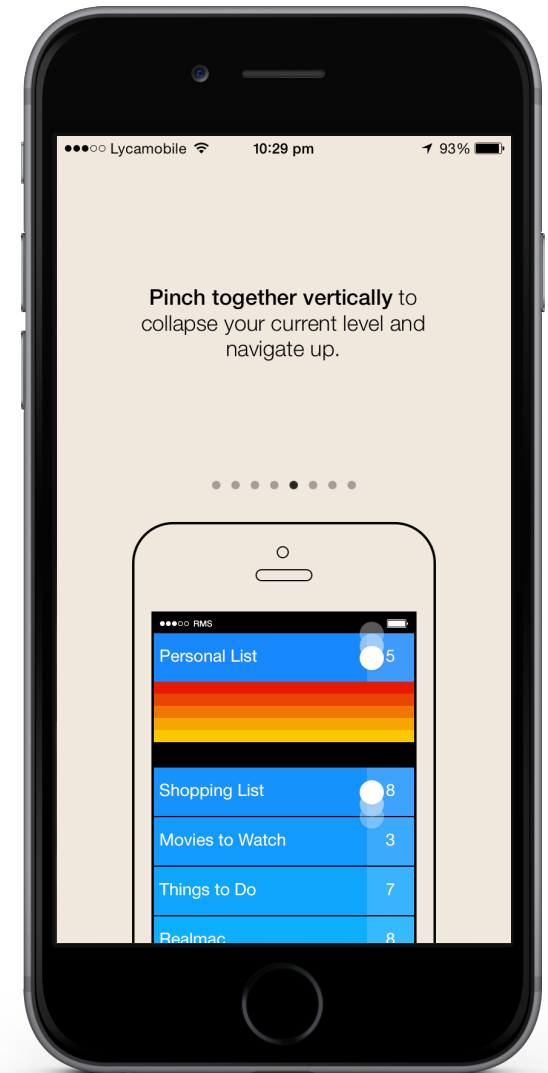 Lycamobile 10:29 pm 93%
Pinch together vertically to
collapse your current level and
navigate up.
RMS
Personal List 5
Shopping List 8
Movies to Watch 3
Things to Do 7
Realmac 8